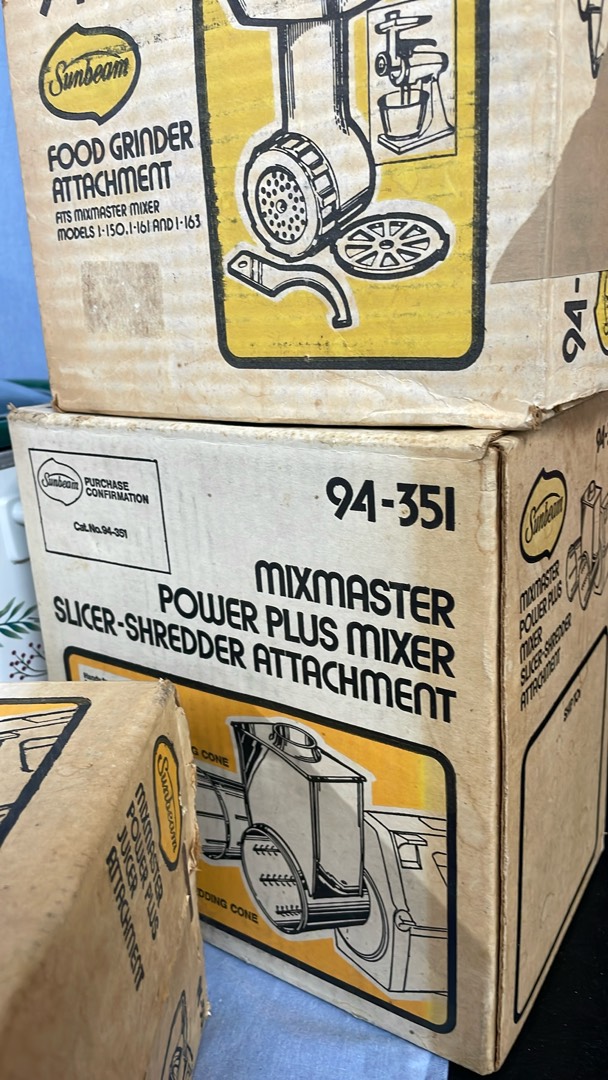 Sunbeam
FOOD GRINDER
ATTACHMENT
FITS MIXMASTER MIXER
MODELS 1-150, 1-161 AND 1-163
94-
Sunbeam
PURCHASE
CONFIRMATION
Cat. No. 94-351
94-351
MIXMASTER
POWER PLUS MIXER
SLICER-SHREDDER ATTACHMENT
CONE
CONE
Sunbeam
MIXMASTER
POWER PLUS
MIXER
SLICER-SHREDDER
ATTACHMENT
Sunbeam
MIXMASTER
POWER PLUS
JUICER
ATTACHMENT